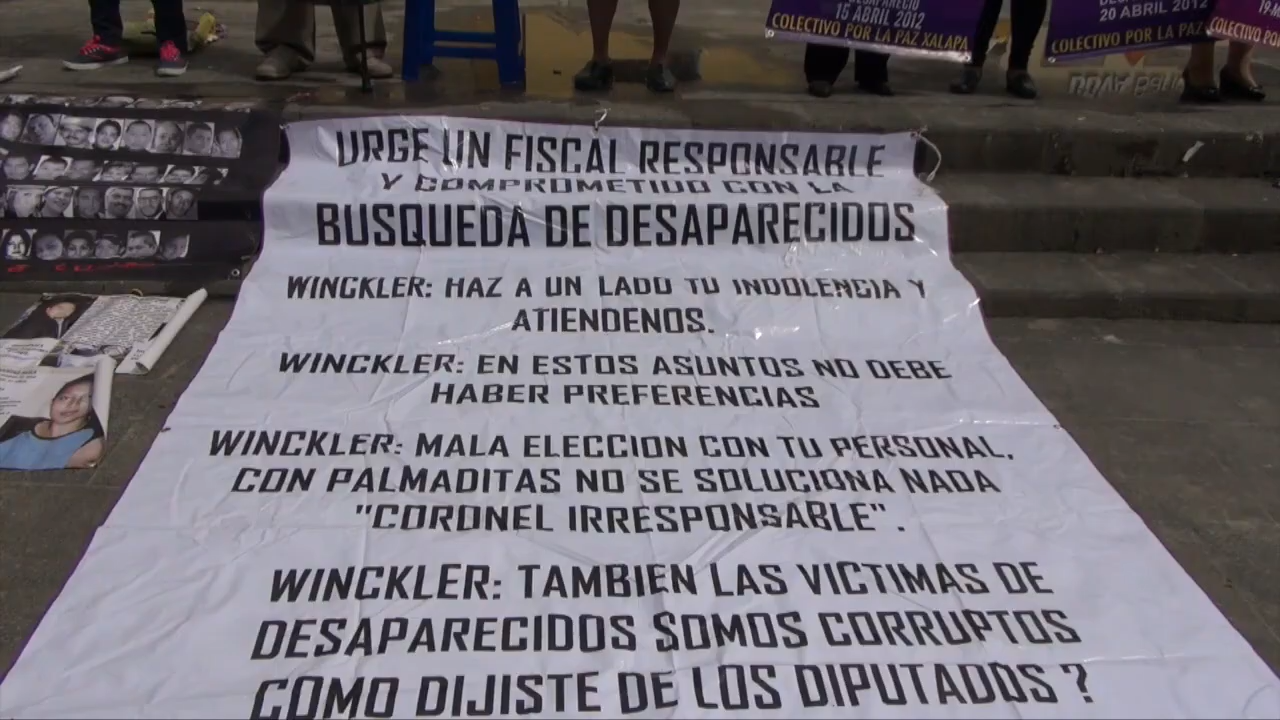 DESAPARECIÓ
15 ABRIL 2012
COLECTIVO POR LA PAZ XALAPA
20 ABRIL 2012
COLECTIVO POR LA PAZ
COLECTIVO
URGE UN FISCAL RESPONSABLE
Y COMPROMETIDO CON LA
BUSQUEDA DE DESAPARECIDOS
WINCKLER: HAZ A UN LADO TU INDOLENCIA Y
ATIENDENOS.
WINCKLER: EN ESTOS ASUNTOS NO DEBE
HABER PREFERENCIAS
WINCKLER: MALA ELECCION CON TU PERSONAL,
CON PALMADITAS NO SE SOLUCIONA NADA
"CORONEL IRRESPONSABLE".
WINCKLER: TAMBIEN LAS VICTIMAS DE
DESAPARECIDOS SOMOS CORRUPTOS
COMO DIJISTE DE LOS DIPUTADOS ?